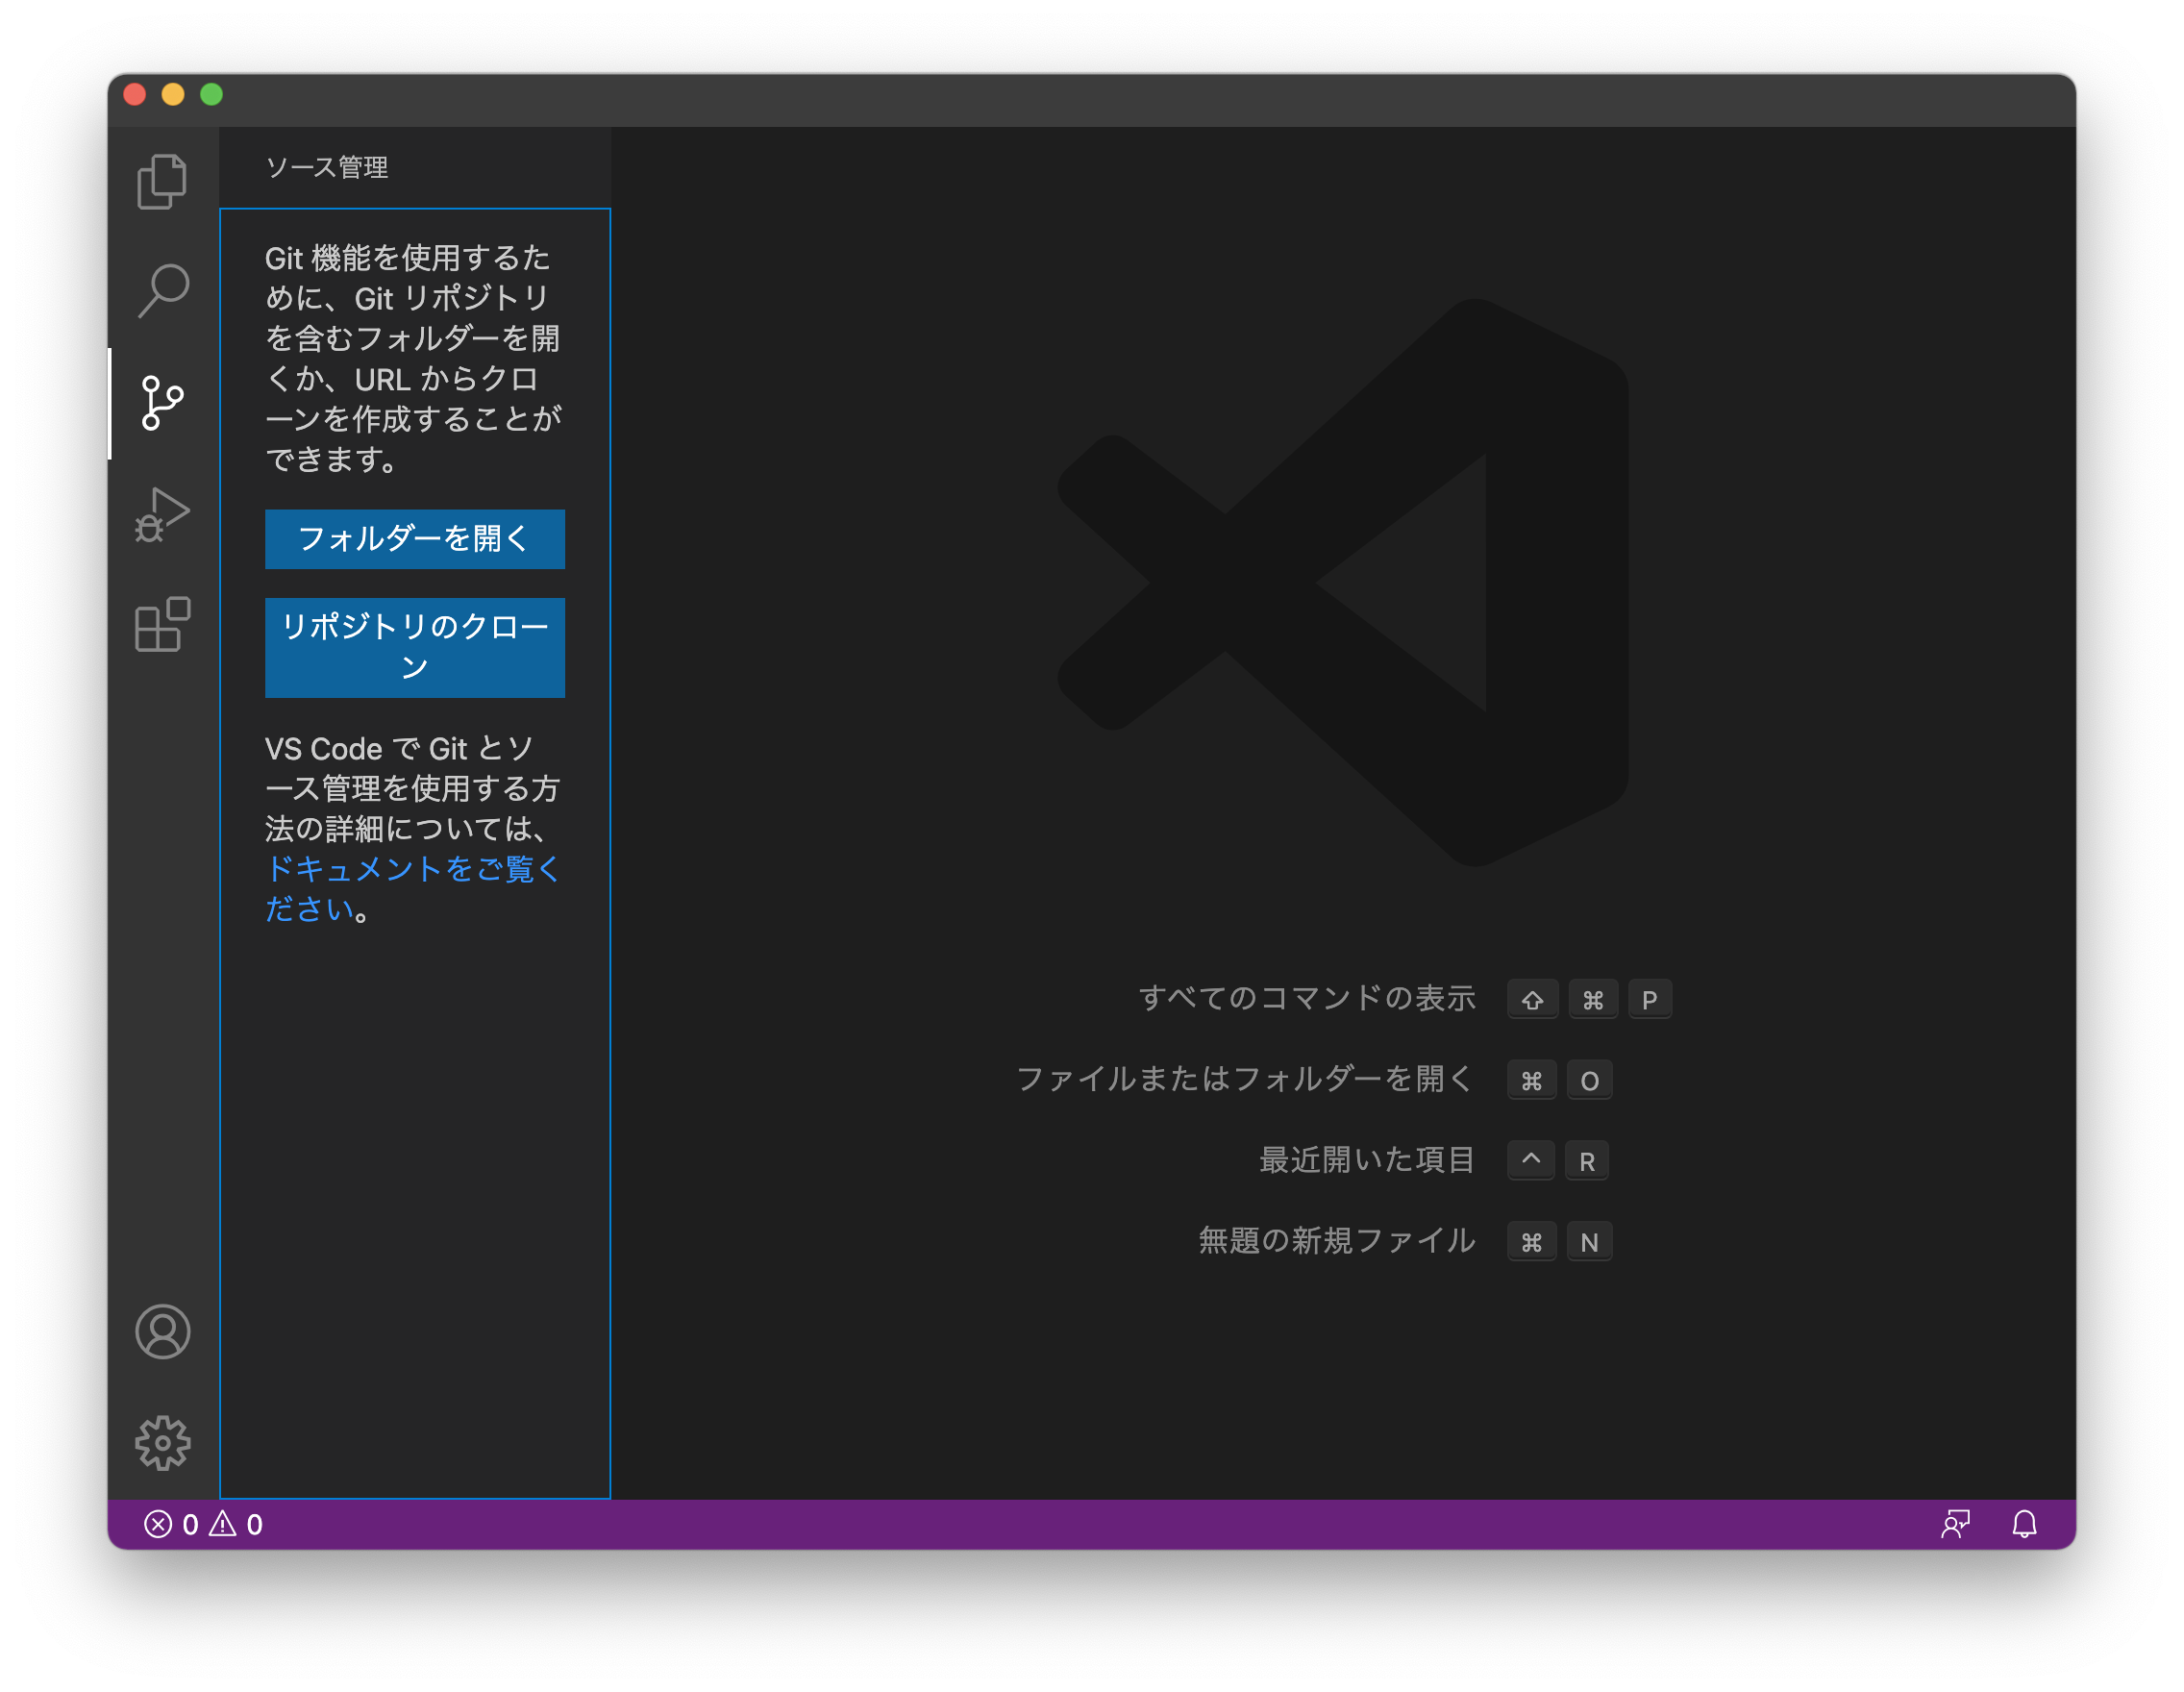 ソース管理
Git 機能を使用するた
めに、Git リポジトリ
を含むフォルダーを開
くか、URL からクロ
ーンを作成することが
できます。
フォルダーを開く
リポジトリのクロー
ン
VS Code で Git とソ
ース管理を使用する方
法の詳細については、
ドキュメントをご覧く
ださい。
すべてのコマンドの表示 ⇧ ⌘ P
ファイルまたはフォルダーを開く ⌘ O
最近開いた項目 ^ R
無題の新規ファイル ⌘ N
0 0